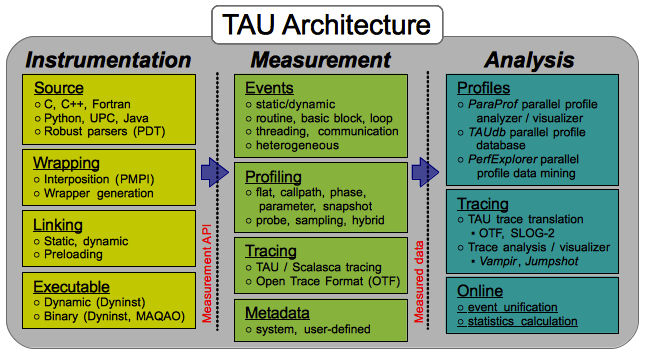 TAU Architecture
Instrumentation
Source
○ C, C++, Fortran
○ Python, UPC, Java
○ Robust parsers (PDT)
Wrapping
○ Interposition (PMPI)
○ Wrapper generation
Linking
○ Static, dynamic
○ Preloading
Executable
○ Dynamic (Dyninst)
○ Binary (Dyninst, MAQAO)
Measurement API
Measurement
Events
○ static/dynamic
○ routine, basic block, loop
○ threading, communication
○ heterogeneous
Profiling
○ flat, callpath, phase,
parameter, snapshot
○ probe, sampling, hybrid
Tracing
○ TAU / Scalasca tracing
○ Open Trace Format (OTF)
Metadata
○ system, user-defined
Measured data
Analysis
Profiles
○ ParaProf parallel profile
analyzer / visualizer
○ TAUdb parallel profile
database
○ PerfExplorer parallel
profile data mining
Tracing
○ TAU trace translation
▪ OTF, SLOG-2
○ Trace analysis / visualizer
▪ Vampir, Jumpshot
Online
○ event unification
○ statistics calculation